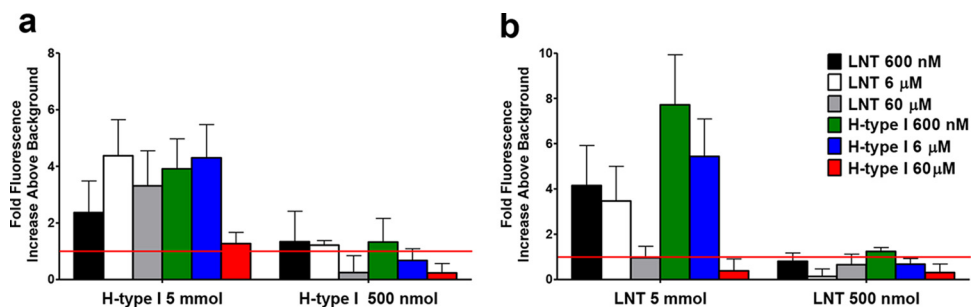 a
Fold Fluorescence
Increase Above Background
8
6
4
2
0
H-type I 5 mmol
H-type I 500 nmol
b
Fold Fluorescence
Increase Above Background
10
8
6
4
2
0
LNT 5 mmol
LNT 500 nmol
LNT 600 nM
LNT 6 μM
LNT 60 μM
H-type I 600 nM
H-type I 6 μM
H-type I 60μM